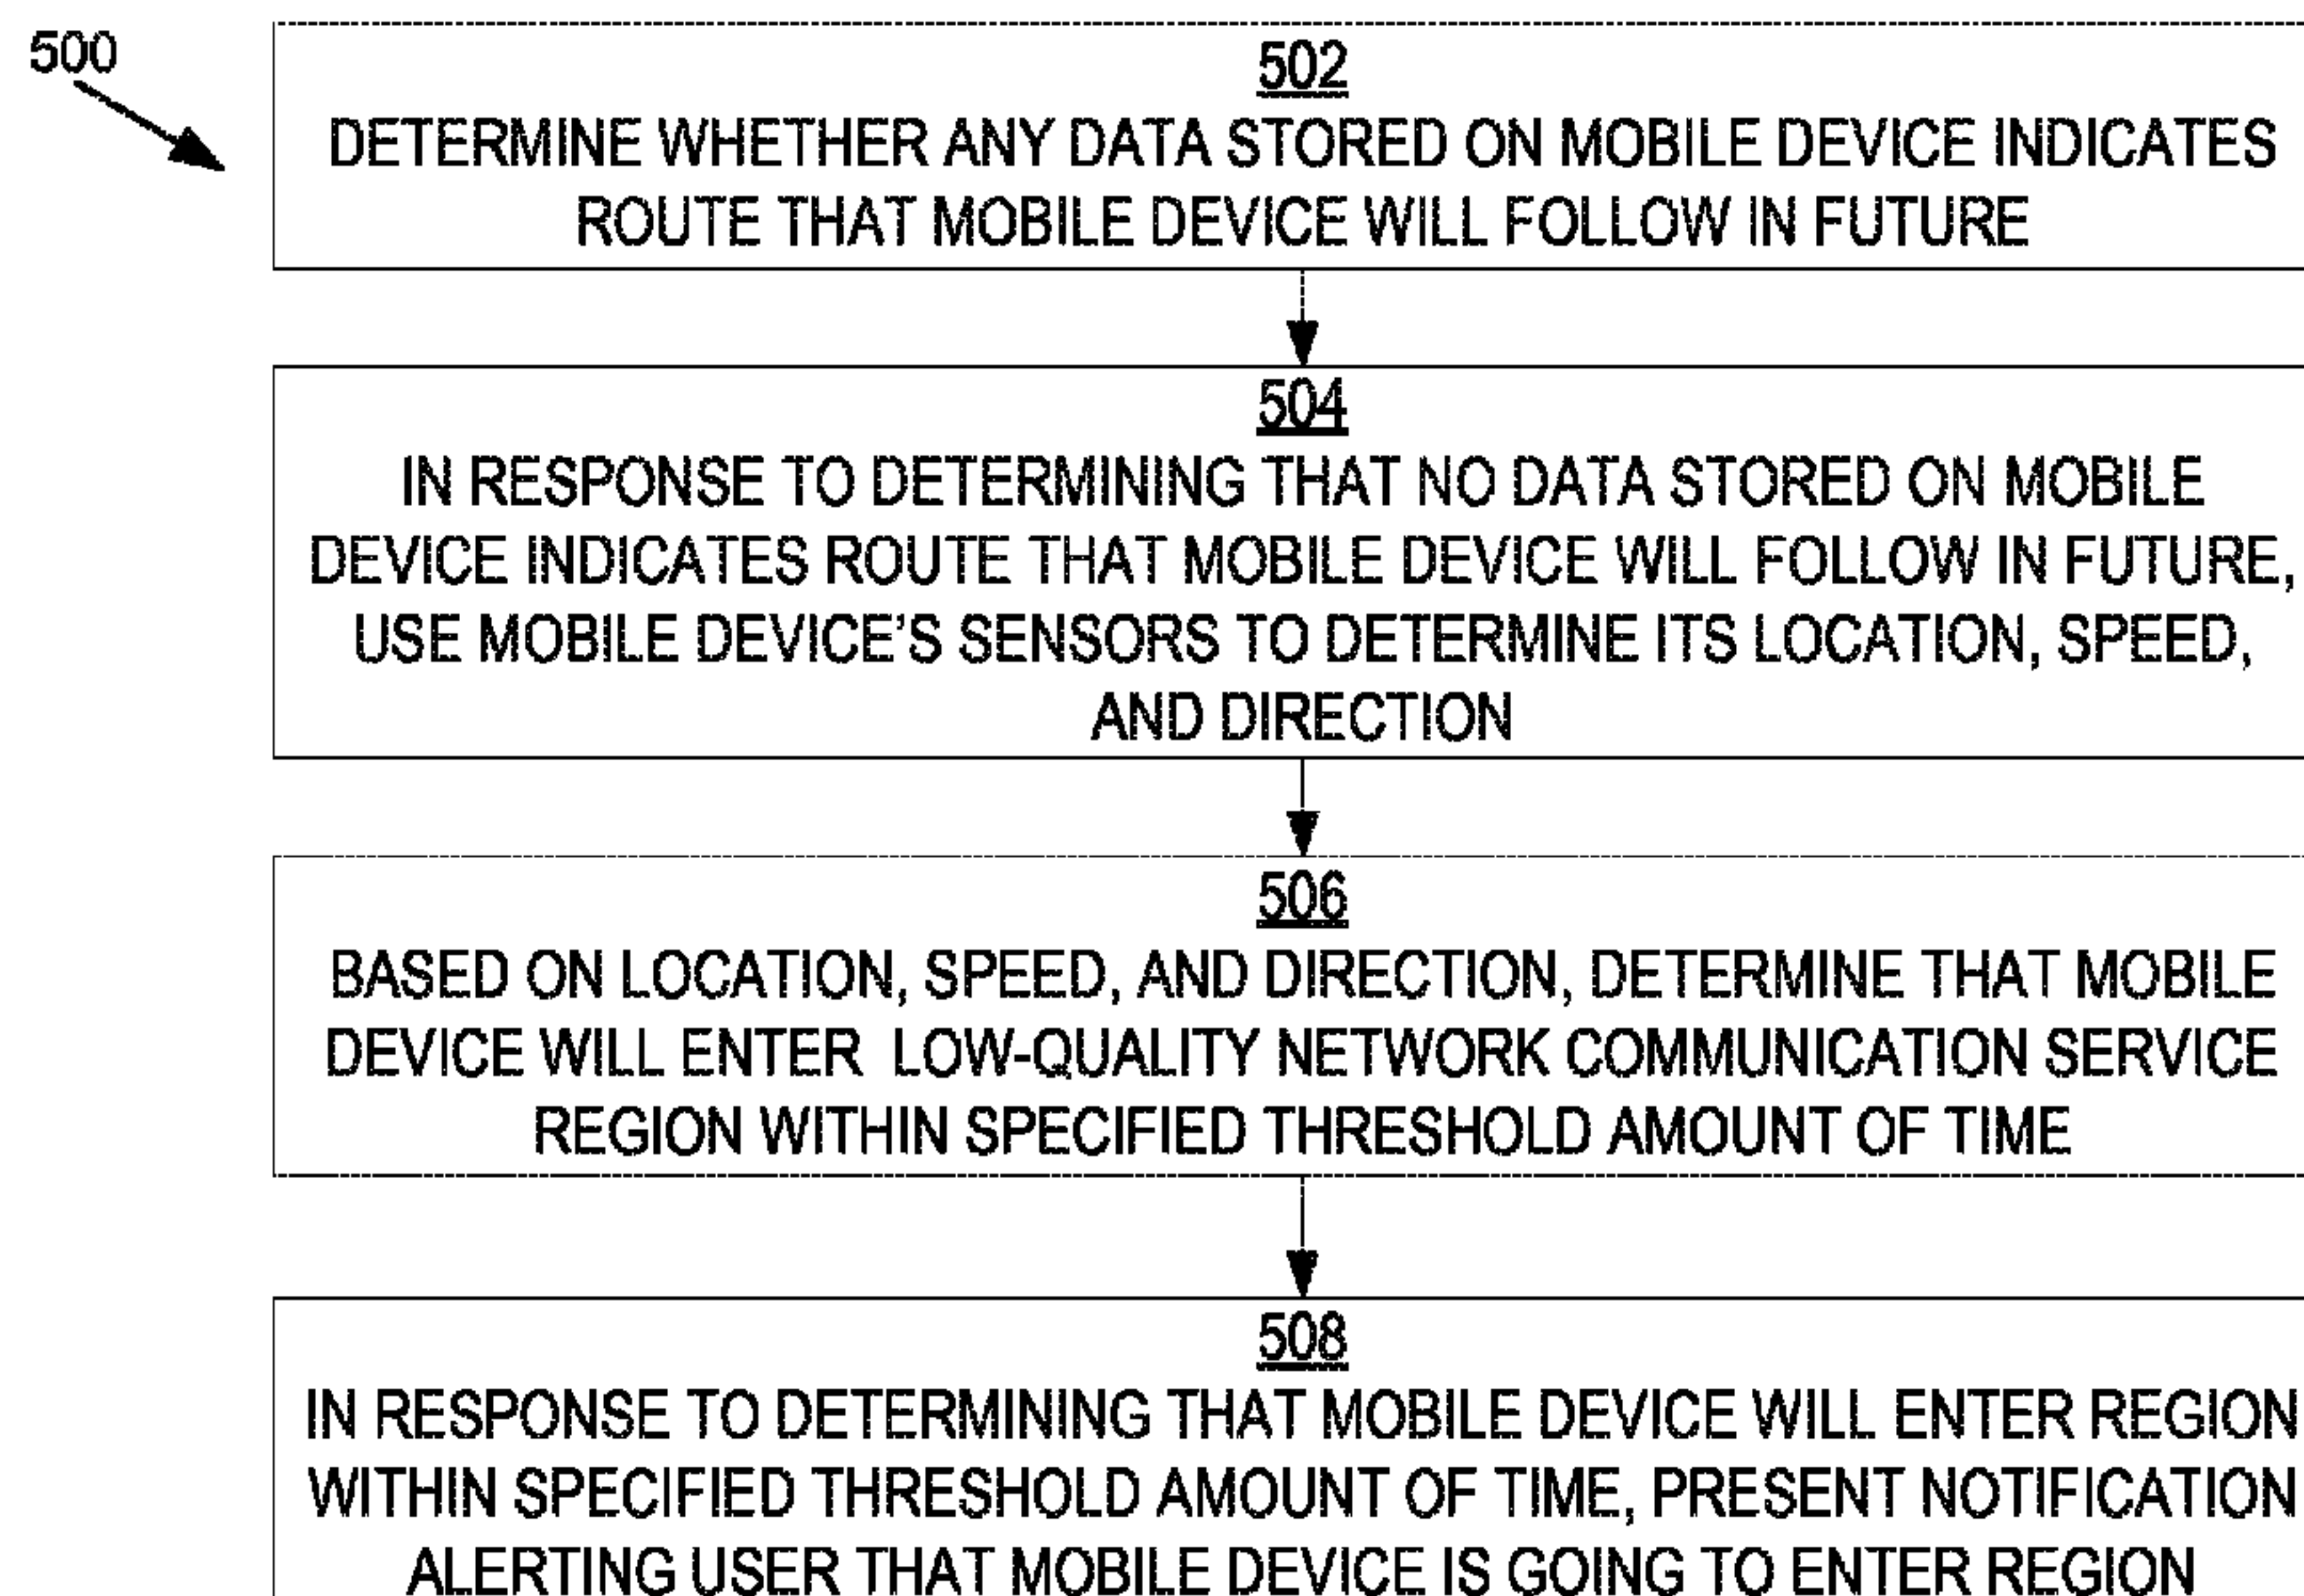 500
502
DETERMINE WHETHER ANY DATA STORED ON MOBILE DEVICE INDICATES
ROUTE THAT MOBILE DEVICE WILL FOLLOW IN FUTURE
504
IN RESPONSE TO DETERMINING THAT NO DATA STORED ON MOBILE
DEVICE INDICATES ROUTE THAT MOBILE DEVICE WILL FOLLOW IN FUTURE,
USE MOBILE DEVICE'S SENSORS TO DETERMINE ITS LOCATION, SPEED,
AND DIRECTION
506
BASED ON LOCATION, SPEED, AND DIRECTION, DETERMINE THAT MOBILE
DEVICE WILL ENTER LOW-QUALITY NETWORK COMMUNICATION SERVICE
REGION WITHIN SPECIFIED THRESHOLD AMOUNT OF TIME
508
IN RESPONSE TO DETERMINING THAT MOBILE DEVICE WILL ENTER REGION
WITHIN SPECIFIED THRESHOLD AMOUNT OF TIME, PRESENT NOTIFICATION
ALERTING USER THAT MOBILE DEVICE IS GOING TO ENTER REGION